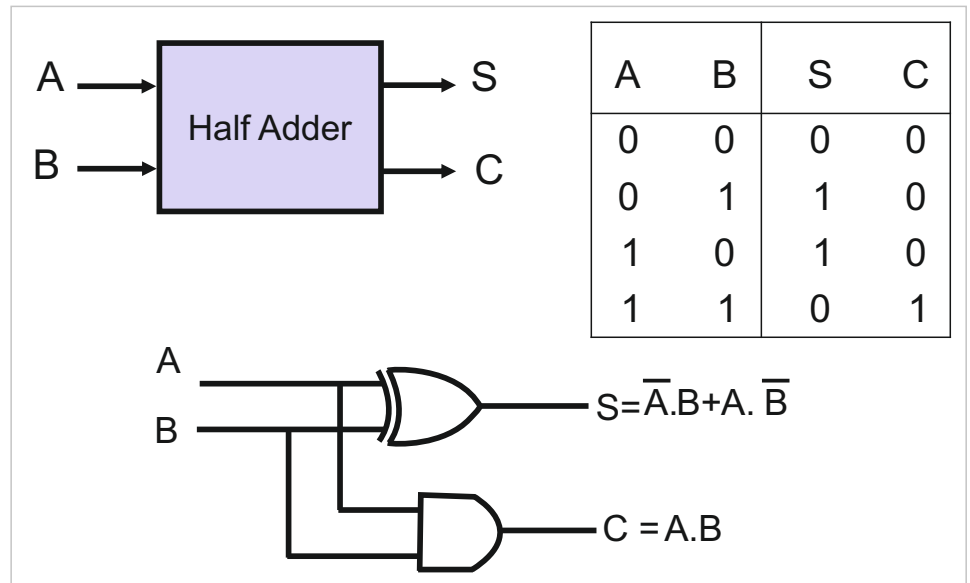 A
B
Half Adder
S
C
A B S C
0 0 0 0
0 1 1 0
1 0 1 0
1 1 0 1
A
B
S=A̅.B+A. B̅
C =A.B